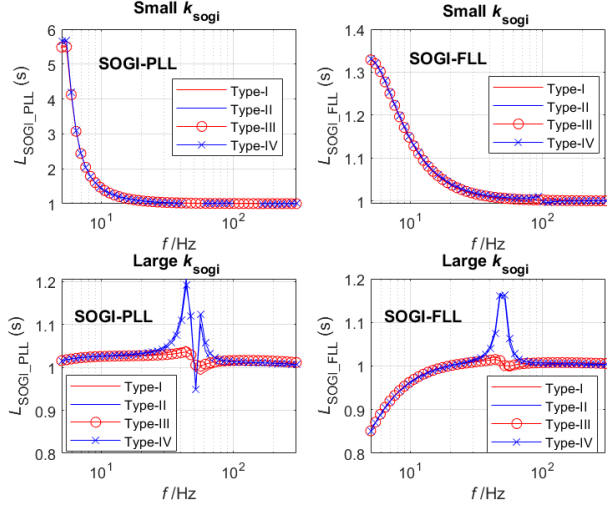 Small k_sogi
L_SOGI_PLL (s)
6
5
4
3
2
1
SOGI-PLL
Type-I
Type-II
Type-III
Type-IV
10^1
10^2
f /Hz
Small k_sogi
L_SOGI_FLL (s)
1.4
1.3
1.2
1.1
1
SOGI-FLL
Type-I
Type-II
Type-III
Type-IV
10^1
10^2
f /Hz
Large k_sogi
L_SOGI_PLL (s)
1.2
1.1
1
0.9
0.8
SOGI-PLL
Type-I
Type-II
Type-III
Type-IV
10^1
10^2
f /Hz
Large k_sogi
L_SOGI_FLL (s)
1.2
1.1
1
0.9
0.8
SOGI-FLL
Type-I
Type-II
Type-III
Type-IV
10^1
10^2
f /Hz